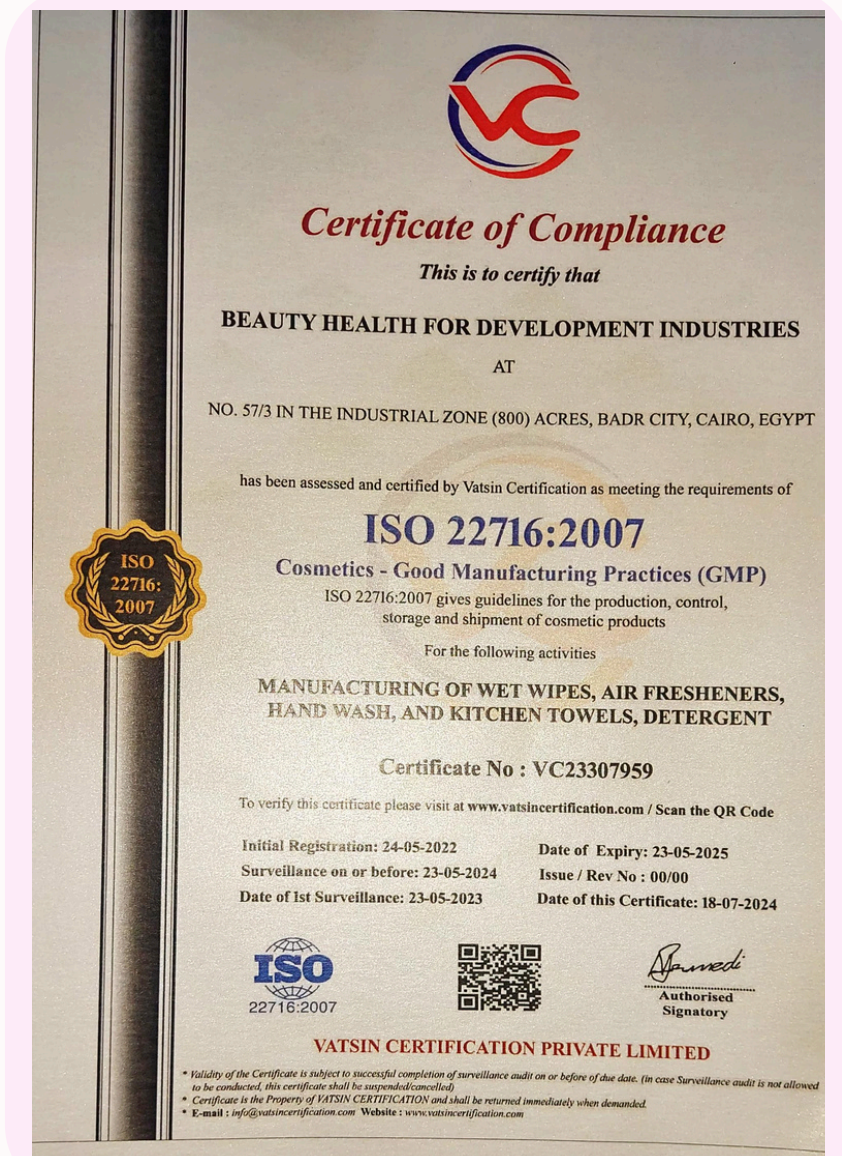 VC
Certificate of Compliance
This is to certify that
BEAUTY HEALTH FOR DEVELOPMENT INDUSTRIES
AT
NO. 57/3 IN THE INDUSTRIAL ZONE (800) ACRES, BADR CITY, CAIRO, EGYPT
has been assessed and certified by Vatsin Certification as meeting the requirements of
ISO 22716:2007
Cosmetics - Good Manufacturing Practices (GMP)
ISO 22716:2007 gives guidelines for the production, control,
storage and shipment of cosmetic products
For the following activities
MANUFACTURING OF WET WIPES, AIR FRESHENERS,
HAND WASH, AND KITCHEN TOWELS, DETERGENT
ISO
22716:
2007
Certificate No : VC23307959
To verify this certificate please visit at www.vatsincertification.com / Scan the QR Code
Initial Registration: 24-05-2022
Surveillance on or before: 23-05-2024
Date of 1st Surveillance: 23-05-2023
Date of Expiry: 23-05-2025
Issue / Rev No : 00/00
Date of this Certificate: 18-07-2024
ISO
22716:2007
Authorised
Signatory
VATSIN CERTIFICATION PRIVATE LIMITED
* Validity of the Certificate is subject to successful completion of surveillance audit on or before of due date. (in case Surveillance audit is not allowed
to be conducted, this certificate shall be suspended/cancelled)
* Certificate is the Property of VATSIN CERTIFICATION and shall be returned immediately when demanded.
* E-mail : info@vatsincertification.com Website : www.vatsincertification.com